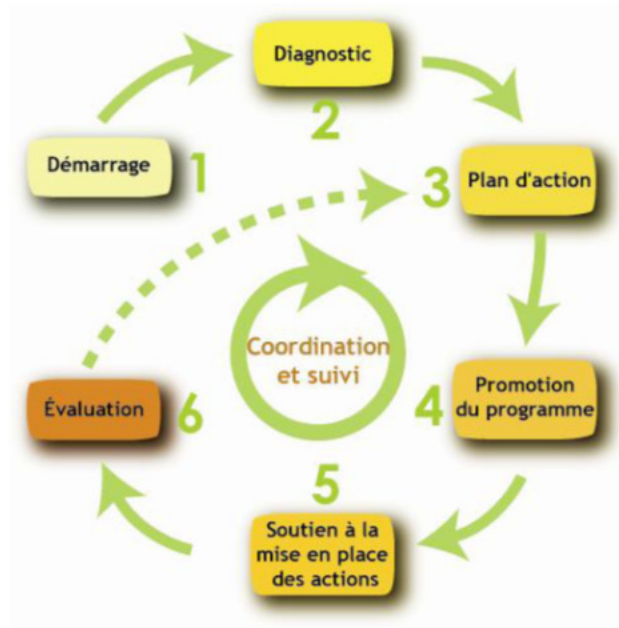 Démarrage
1
Diagnostic
2
3
Plan d'action
4
Promotion
du programme
5
Soutien à la
mise en place
des actions
Évaluation
6
Coordination
et suivi